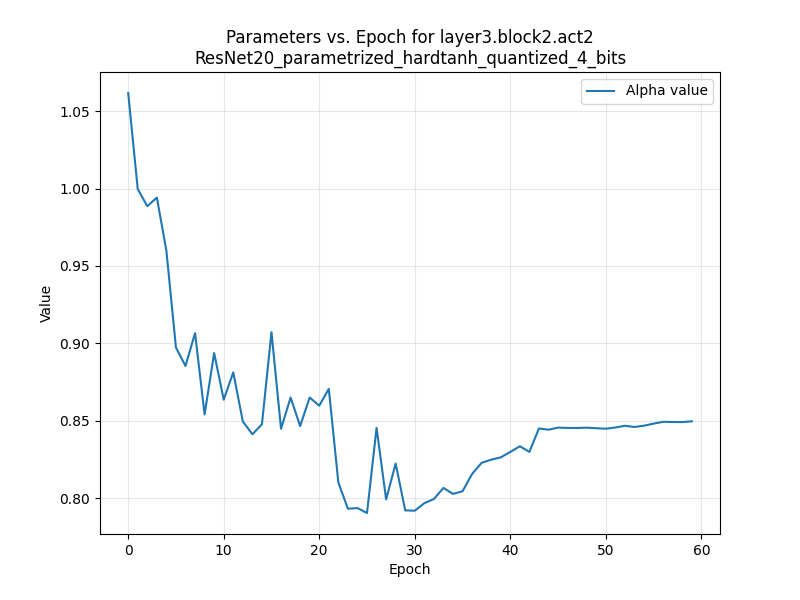 Parameters vs. Epoch for layer3.block2.act2
ResNet20_parametrized_hardtanh_quantized_4_bits
Alpha value
1.05
1.00
0.95
0.90
0.85
0.80
Value
0 10 20 30 40 50 60
Epoch